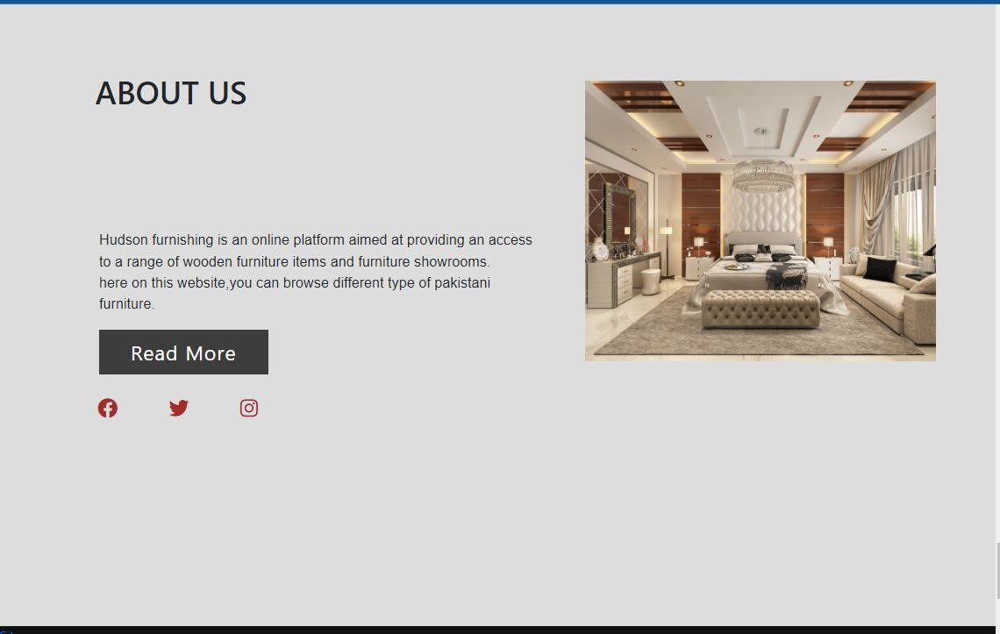 ABOUT US
Hudson furnishing is an online platform aimed at providing an access
to a range of wooden furniture items and furniture showrooms.
here on this website,you can browse different type of pakistani
furniture.
Read More